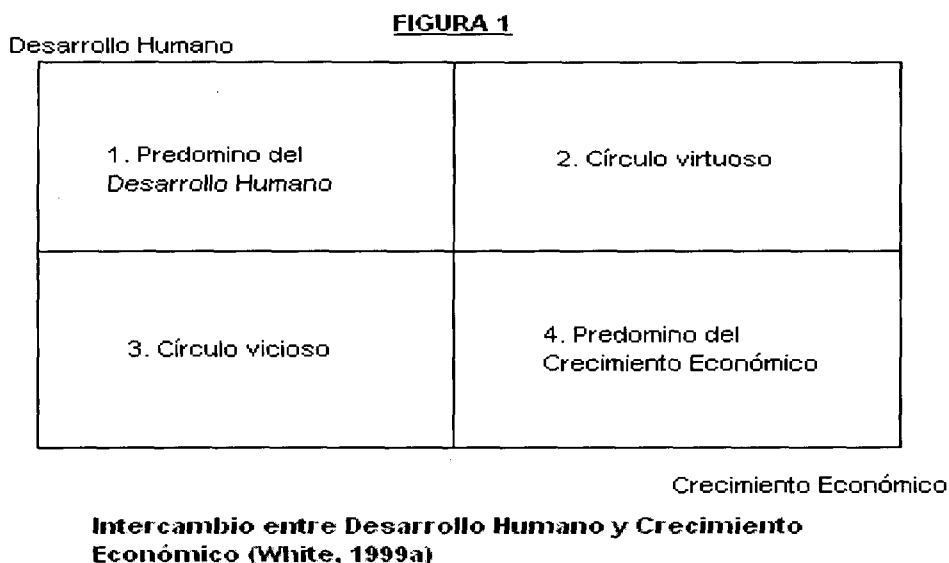 FIGURA 1
Desarrollo Humano
1. Predomino del
Desarrollo Humano
2. Círculo virtuoso
3. Círculo vicioso
4. Predomino del
Crecimiento Económico
Crecimiento Económico
Intercambio entre Desarrollo Humano y Crecimiento
Económico (White, 1999a)